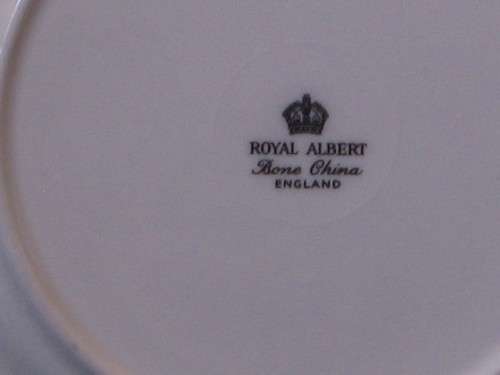 ROYAL ALBERT
Bone China
ENGLAND